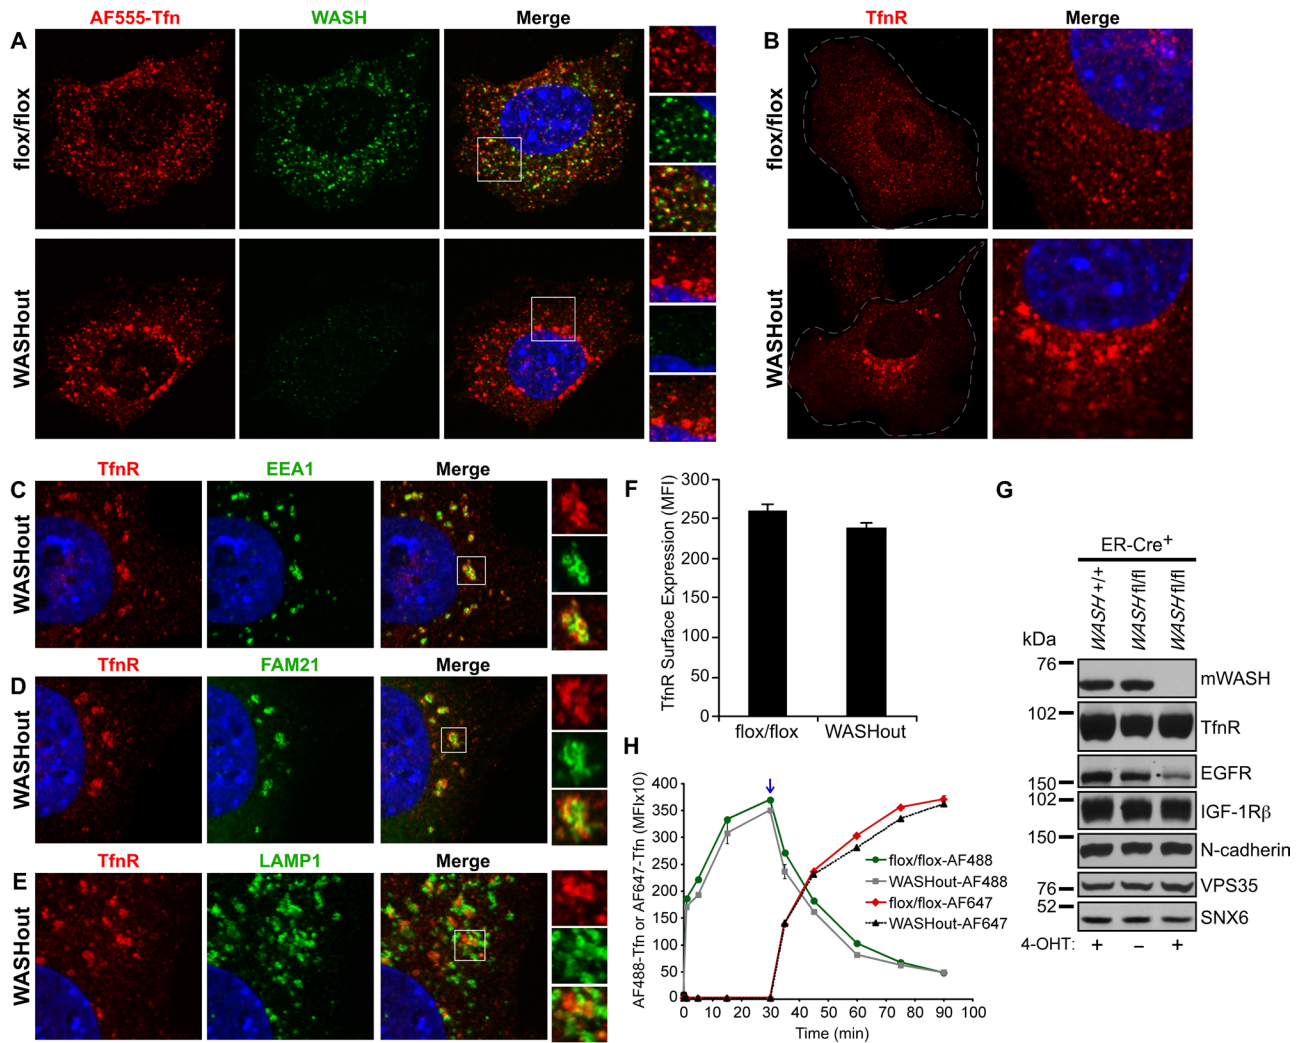 A
AF555-Tfn WASH Merge
flox/flox
WASHout
B
TfnR Merge
flox/flox
WASHout
C
TfnR EEA1 Merge
WASHout
D
TfnR FAM21 Merge
WASHout
E
TfnR LAMP1 Merge
WASHout
F
TfnR Surface Expression (MFI)
300
250
200
150
100
50
0
flox/flox WASHout
G
ER-Cre+
kDa
WASH +/+
WASH fl/fl
WASH fl/fl
76 mWASH
102 TfnR
150 EGFR
102 IGF-1Rβ
150 N-cadherin
76 VPS35
52 SNX6
4-OHT: + – +
H
AF488-Tfn or AF647-Tfn (MFIx10)
400
350
300
250
200
150
100
50
0
flox/flox-AF488
WASHout-AF488
flox/flox-AF647
WASHout-AF647
0 10 20 30 40 50 60 70 80 90 100
Time (min)